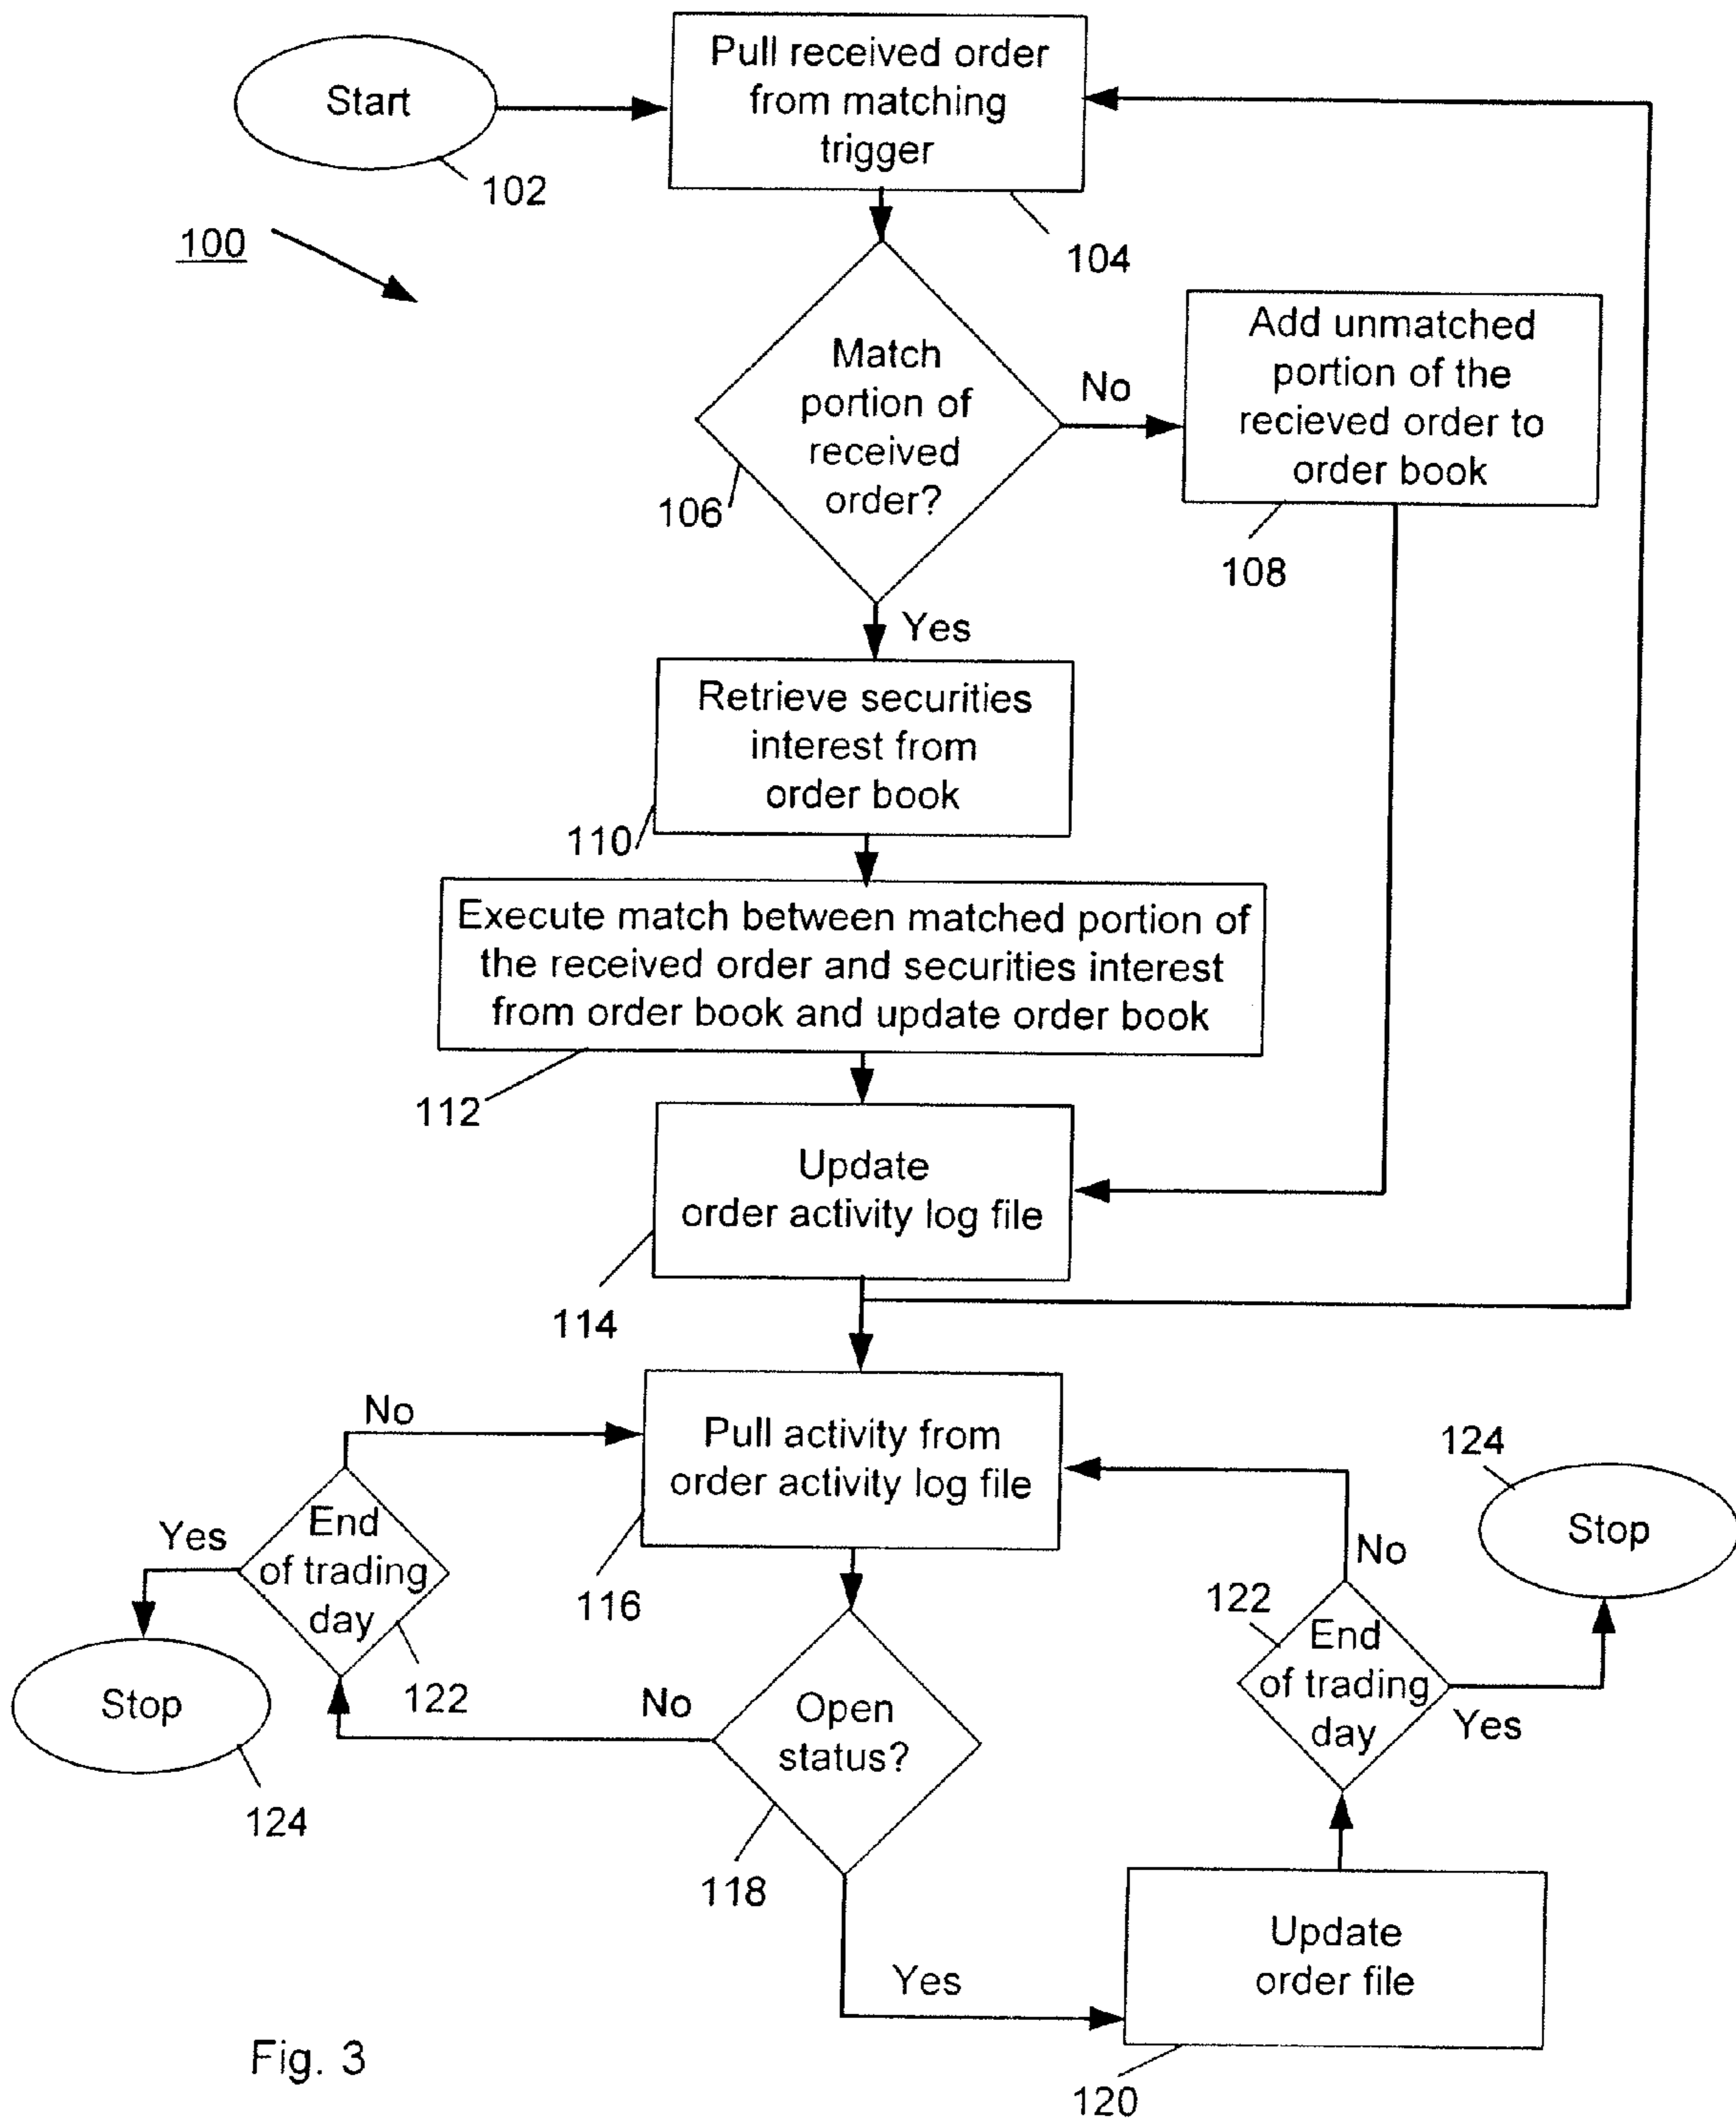 Start
102
100
Pull received order
from matching
trigger
104
Match
portion of
received
order?
106
No
Add unmatched
portion of the
recieved order to
order book
108
Yes
Retrieve securities
interest from
order book
110
Execute match between matched portion of
the received order and securities interest
from order book and update order book
112
Update
order activity log file
114
Pull activity from
order activity log file
116
No
End
of trading
day
122
Yes
Stop
124
Open
status?
118
No
Yes
Update
order file
120
End
of trading
day
122
No
Yes
Stop
124
Fig. 3